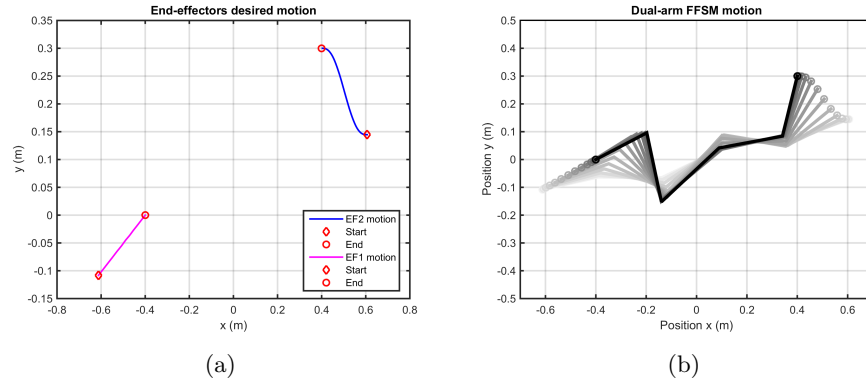 End-effectors desired motion
0.35
0.3
0.25
0.2
0.15
0.1
0.05
0
-0.05
-0.1
-0.15
y (m)
-0.8
-0.6
-0.4
-0.2
0
0.2
0.4
0.6
0.8
x (m)
EF2 motion
Start
End
EF1 motion
Start
End
(a)
Dual-arm FFSM motion
0.5
0.4
0.3
0.2
0.1
0
-0.1
-0.2
-0.3
-0.4
-0.5
Position y (m)
-0.6
-0.4
-0.2
0
0.2
0.4
0.6
Position x (m)
(b)